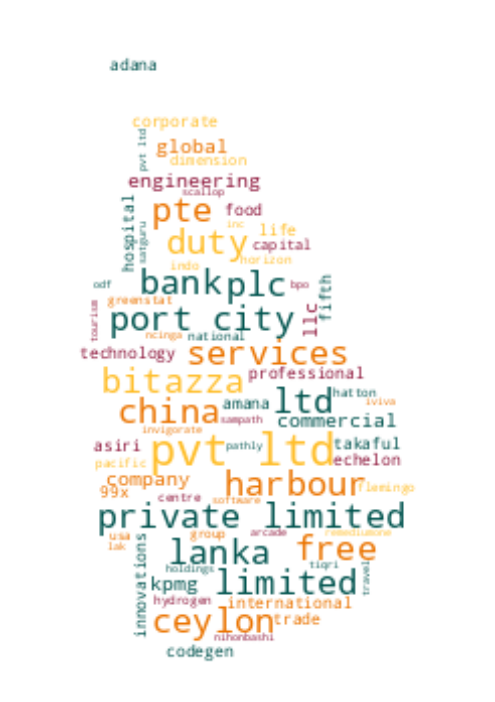 adana
corporate
pvt ltd
global
dimension
engineering
scallop
hospital
pte
food
inc
satguru
duty
life
capital
horizon
indo
odf
bank
plc
bpo
fifth
greenstat
tourism
port city
llc
ncinga
national
technology
services
professional
bitazza
hatton
china
amana
ltd
iviva
sampath
commercial
invigorate
asiri
pvt ltd
pathly
takaful
echelon
pacific
company
harbour
flemingo
99x
centre
software
private limited
usa
group
arcade
remediumone
lak
lanka
free
innovations
holdings
tiqri
travel
kpmg
limited
hydrogen
international
ceylon
trade
nihonbashi
codegen